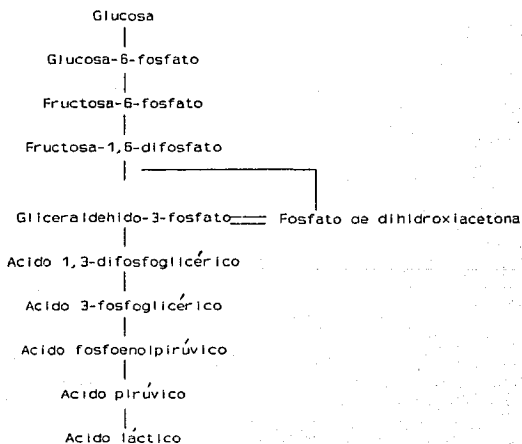 Glucosa
Glucosa-6-fosfato
Fructosa-6-fosfato
Fructosa-1,6-difosfato
Gliceraldehido-3-fosfato Fosfato de dihidroxiacetona
Acido 1,3-difosfoglicérico
Acido 3-fosfoglicérico
Acido fosfoenolpirúvico
Acido pirúvico
Acido láctico